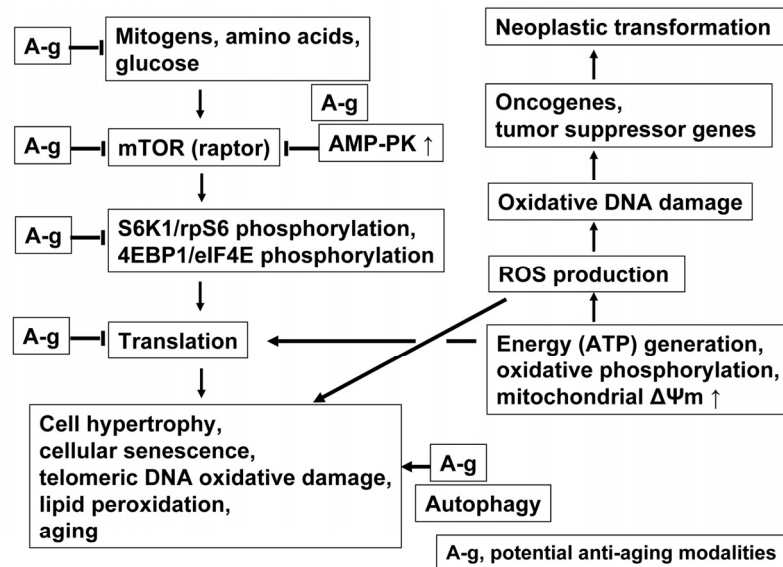 A-g
Mitogens, amino acids,
glucose
A-g
A-g
mTOR (raptor)
AMP-PK ↑
A-g
S6K1/rpS6 phosphorylation,
4EBP1/eIF4E phosphorylation
A-g
Translation
Cell hypertrophy,
cellular senescence,
telomeric DNA oxidative damage,
lipid peroxidation,
aging
A-g
Autophagy
Neoplastic transformation
Oncogenes,
tumor suppressor genes
Oxidative DNA damage
ROS production
Energy (ATP) generation,
oxidative phosphorylation,
mitochondrial ΔΨm ↑
A-g, potential anti-aging modalities